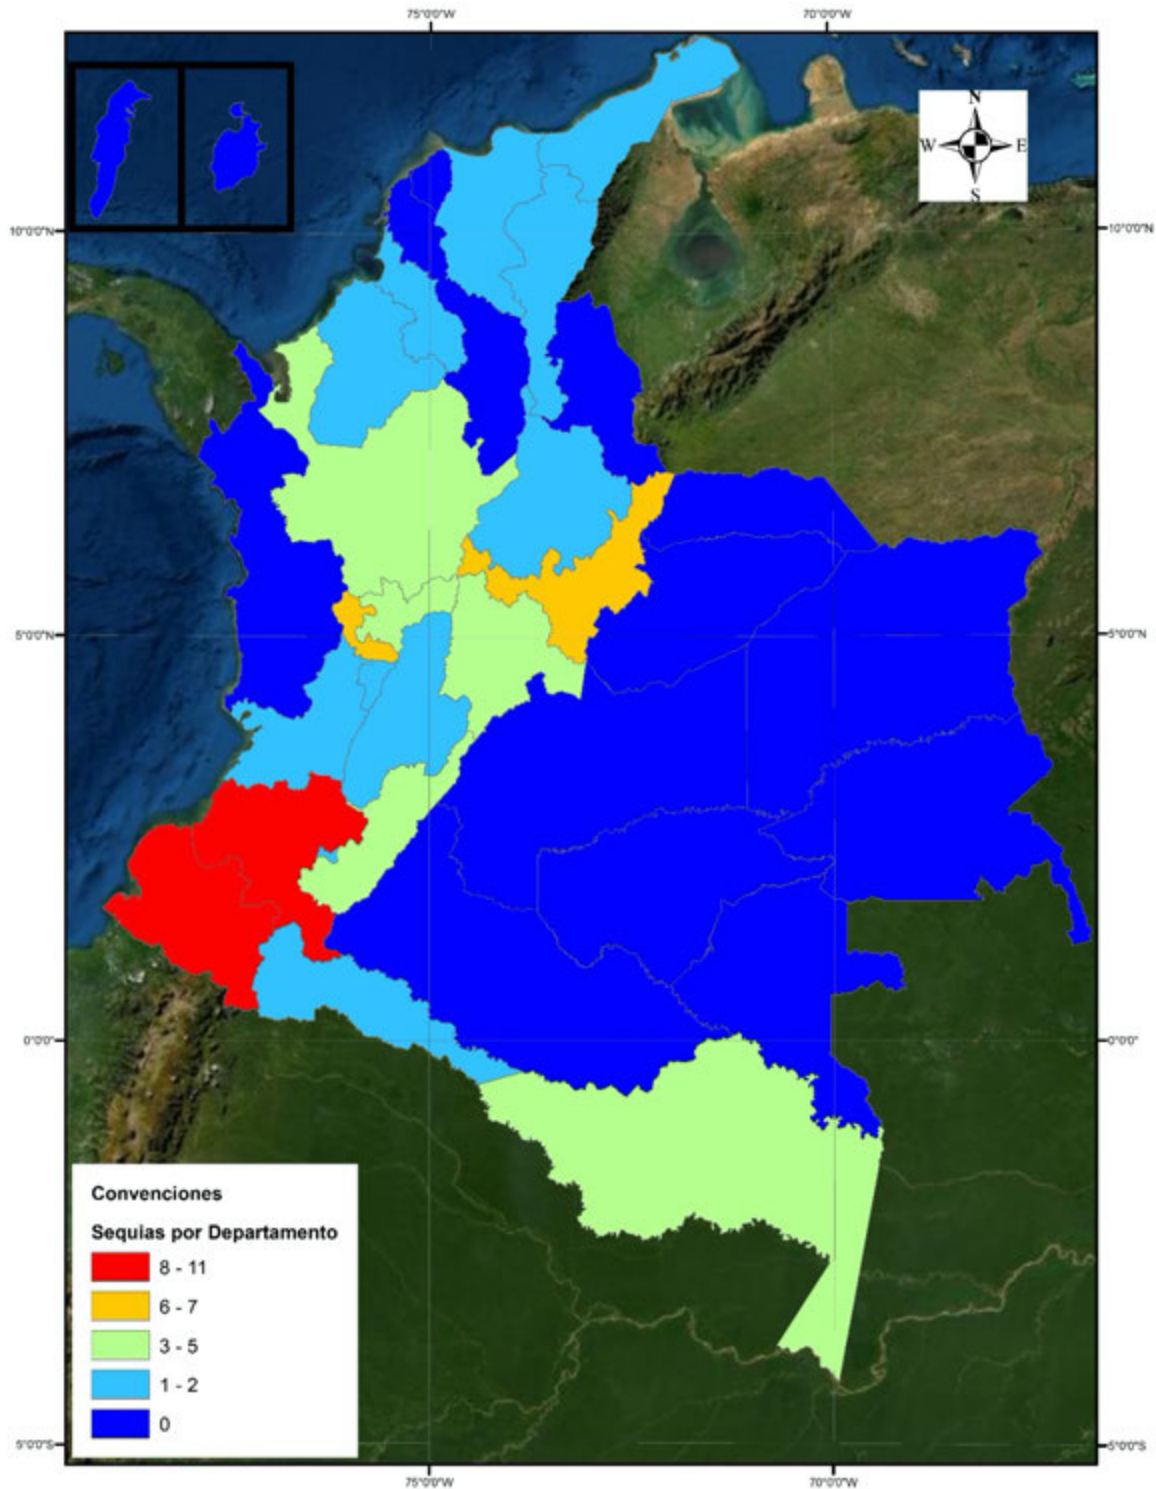 75°0'0"W 70°0'0"W
N
W E
S
10°0'0"N 10°0'0"N
5°0'0"N 5°0'0"N
0°0'0" 0°0'0"
Convenciones
Sequias por Departamento
8 - 11
6 - 7
3 - 5
1 - 2
0
5°0'0"S 5°0'0"S
75°0'0"W 70°0'0"W